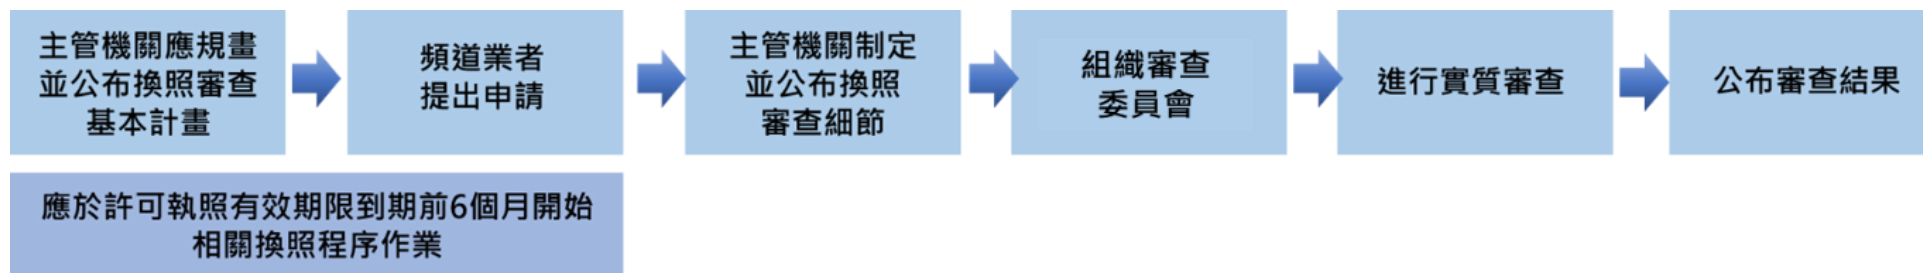 主管機關應規畫
並公布換照審查
基本計畫
頻道業者
提出申請
主管機關制定
並公布換照
審查細節
組織審查
委員會
進行實質審查
公布審查結果
應於許可執照有效期限到期前6個月開始
相關換照程序作業